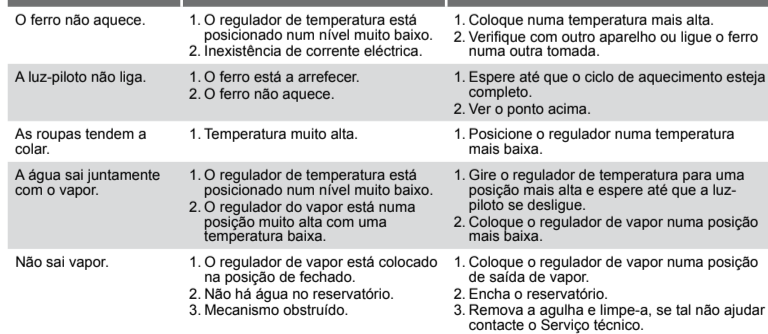 O ferro não aquece.
1. O regulador de temperatura está
posicionado num nível muito baixo.
2. Inexistência de corrente eléctrica.
1. Coloque numa temperatura mais alta.
2. Verifique com outro aparelho ou ligue o ferro
numa outra tomada.
A luz-piloto não liga.
1. O ferro está a arrefecer.
2. O ferro não aquece.
1. Espere até que o ciclo de aquecimento esteja
completo.
2. Ver o ponto acima.
As roupas tendem a
colar.
1. Temperatura muito alta.
1. Posicione o regulador numa temperatura
mais baixa.
A água sai juntamente
com o vapor.
1. O regulador de temperatura está
posicionado num nível muito baixo.
2. O regulador do vapor está numa
posição muito alta com uma
temperatura baixa.
1. Gire o regulador de temperatura para uma
posição mais alta e espere até que a luz-
piloto se desligue.
2. Coloque o regulador de vapor numa posição
mais baixa.
Não sai vapor.
1. O regulador de vapor está colocado
na posição de fechado.
2. Não há água no reservatório.
3. Mecanismo obstruído.
1. Coloque o regulador de vapor numa posição
de saída de vapor.
2. Encha o reservatório.
3. Remova a agulha e limpe-a, se tal não ajudar
contacte o Serviço técnico.